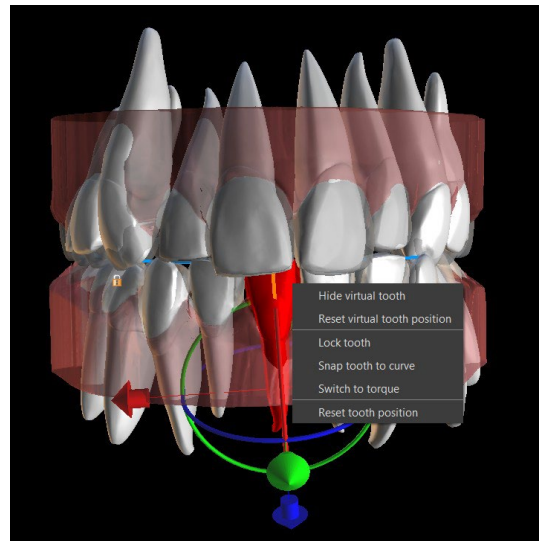 Hide virtual tooth
Reset virtual tooth position
Lock tooth
Snap tooth to curve
Switch to torque
Reset tooth position